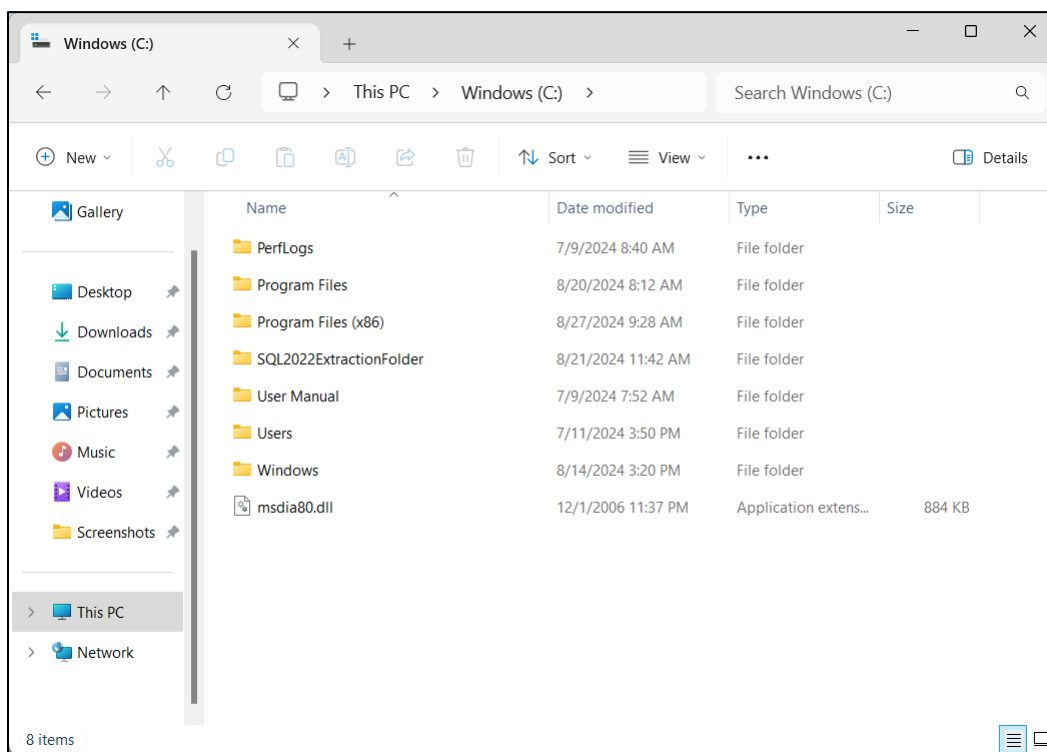 Windows (C:)
This PC Windows (C:) Search Windows (C:)
New Sort View Details
Gallery
Desktop
Downloads
Documents
Pictures
Music
Videos
Screenshots
This PC
Network
Name Date modified Type Size
PerfLogs 7/9/2024 8:40 AM File folder
Program Files 8/20/2024 8:12 AM File folder
Program Files (x86) 8/27/2024 9:28 AM File folder
SQL2022ExtractionFolder 8/21/2024 11:42 AM File folder
User Manual 7/9/2024 7:52 AM File folder
Users 7/11/2024 3:50 PM File folder
Windows 8/14/2024 3:20 PM File folder
msdia80.dll 12/1/2006 11:37 PM Application extens... 884 KB
8 items